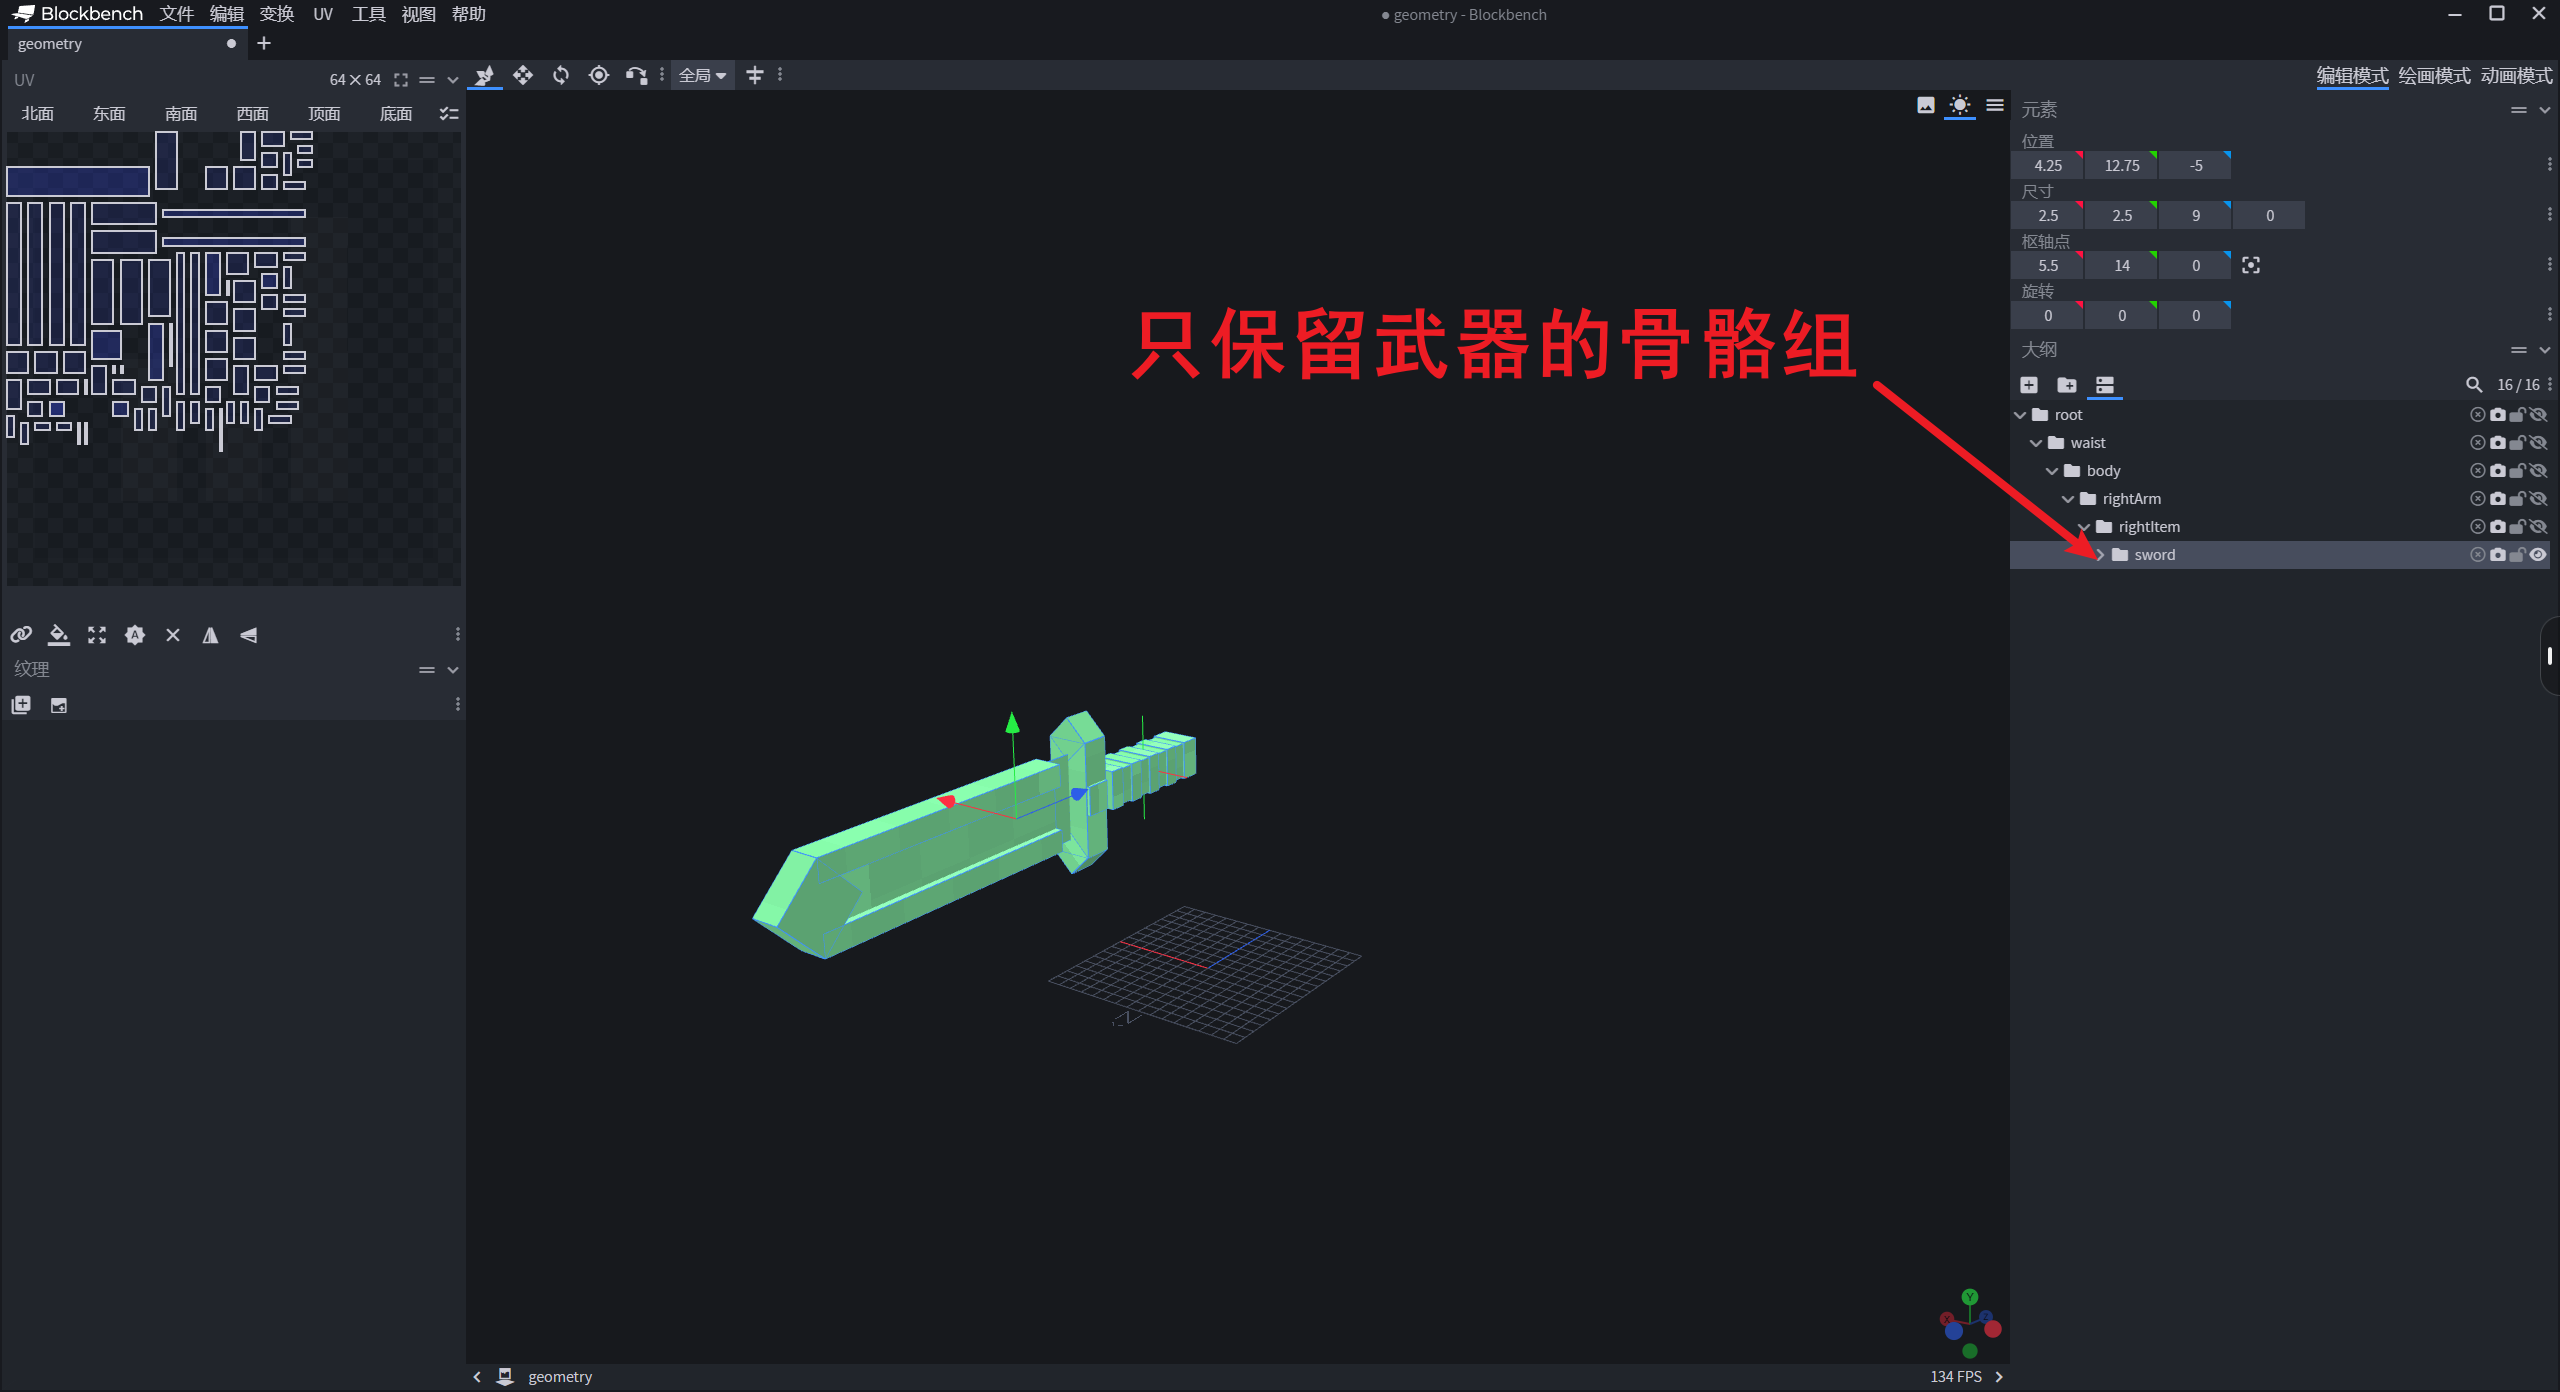 Blockbench 文件 编辑 变换 UV 工具 视图 帮助
geometry - Blockbench
geometry
UV 64×64
全局
编辑模式 绘画模式 动画模式
北面 东面 南面 西面 顶面 底面
元素
位置
4.25 12.75 -5
尺寸
2.5 2.5 9 0
枢轴点
5.5 14 0
旋转
0 0 0
大纲
16 / 16
root
waist
body
rightArm
rightItem
sword
只保留武器的骨骼组
纹理
Y
geometry
134 FPS